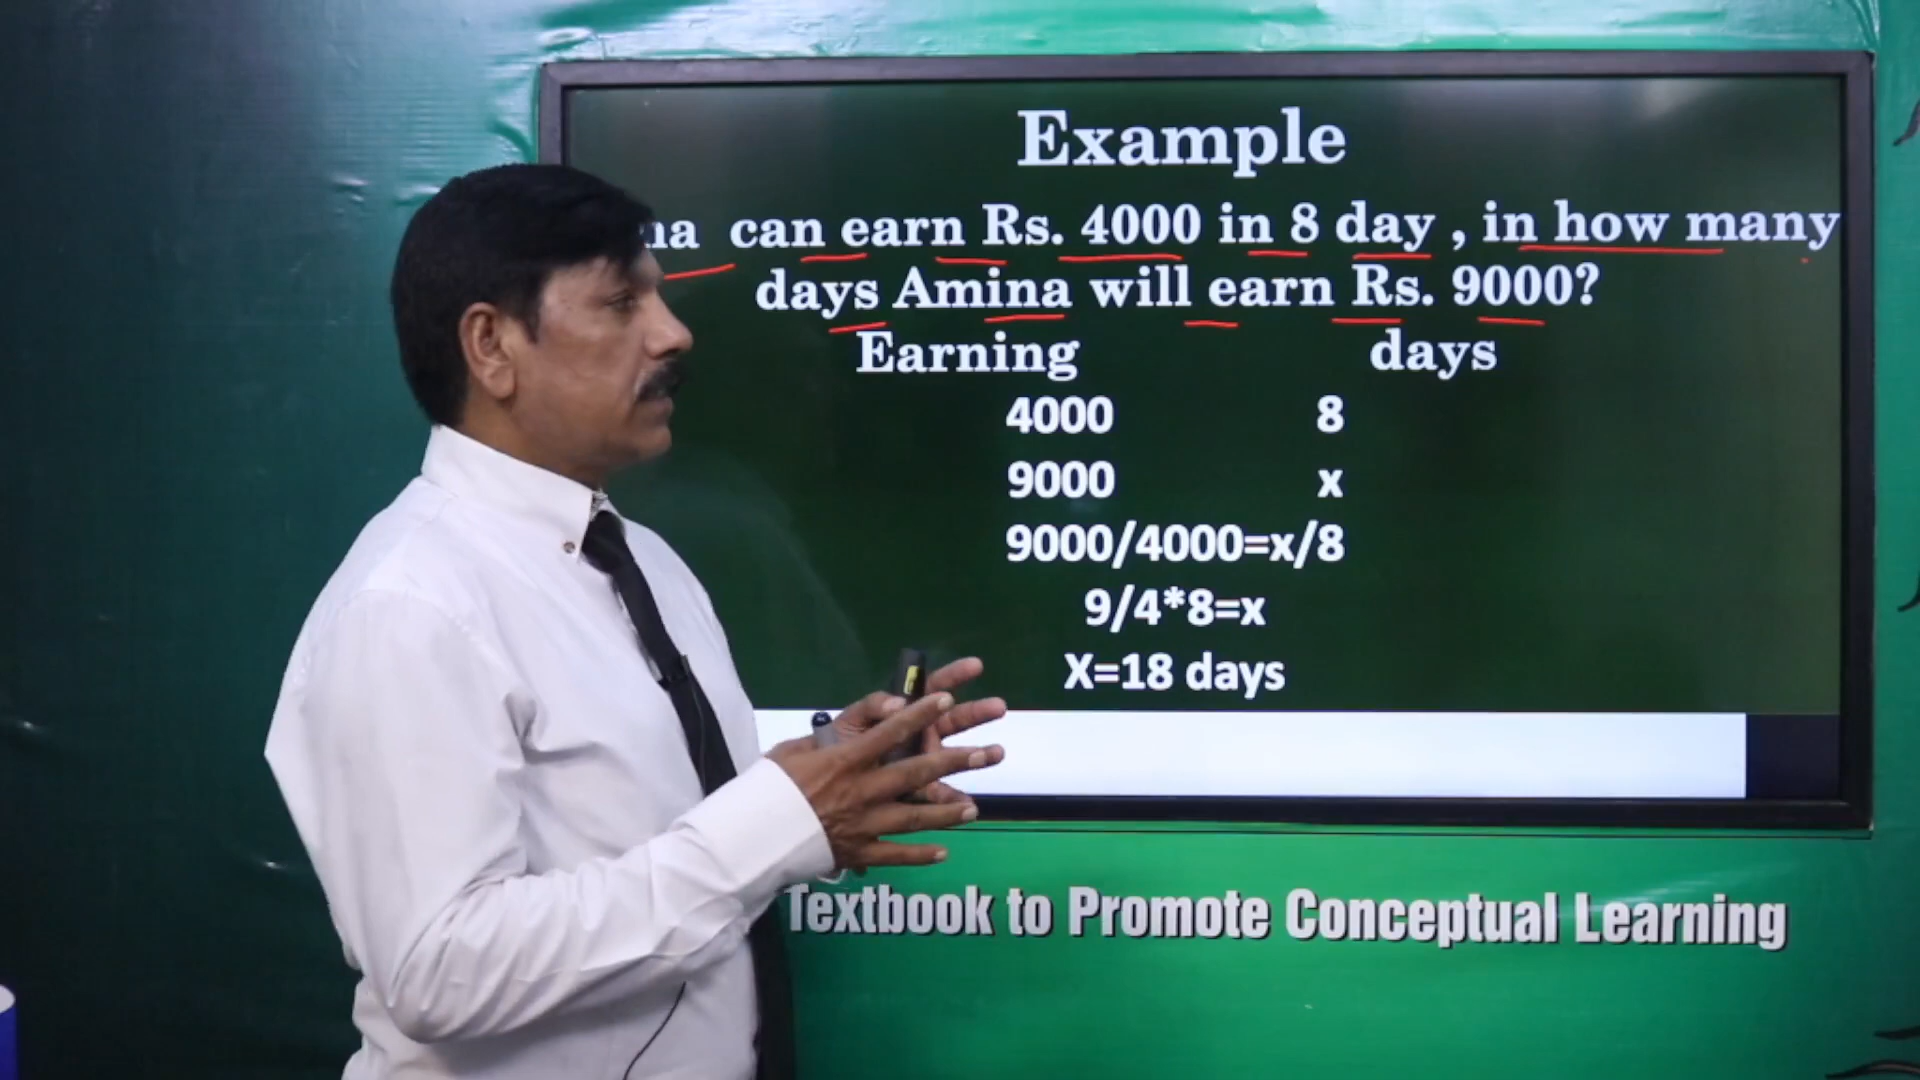 Example
can earn Rs. 4000 in 8 day , in how many
days Amina will earn Rs. 9000?
Earning days
4000 8
9000 x
9000/4000=x/8
9/4*8=x
X=18 days
Textbook to Promote Conceptual Learning